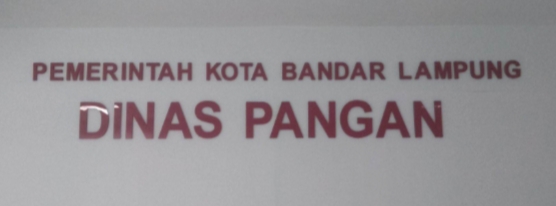 PEMERINTAH KOTA BANDAR LAMPUNG
DINAS PANGAN